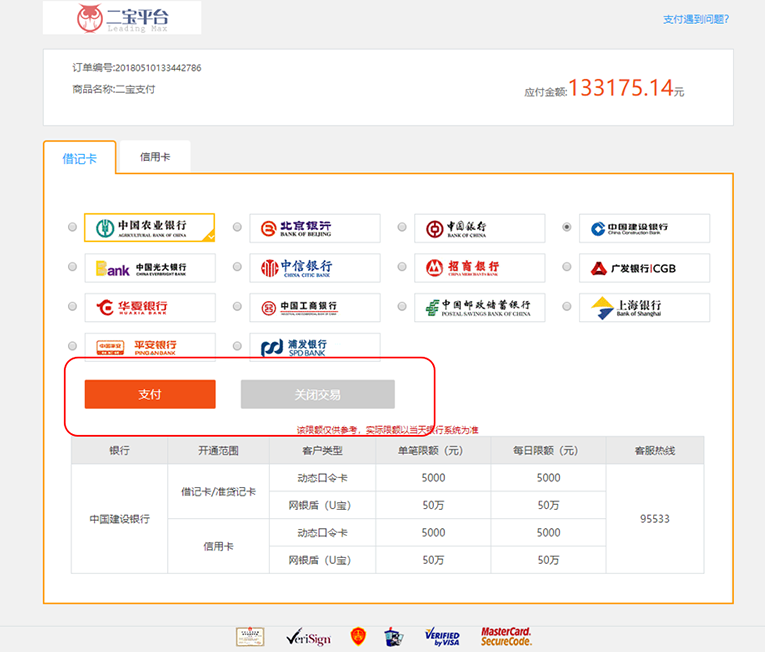 二宝平台
Leading Max
支付遇到问题?
订单编号:20180510133442786
商品名称:二宝支付
应付金额:133175.14元
借记卡
信用卡
中国农业银行
AGRICULTURAL BANK OF CHINA
北京银行
BANK OF BEIJING
中国银行
BANK OF CHINA
中国建设银行
China Construction Bank
Bank
中国光大银行
CHINA EVERBRIGHT BANK
中信银行
CHINA CITIC BANK
招商银行
CHINA MERCHANTS BANK
广发银行|CGB
华夏银行
HUAXIA BANK
中国工商银行
中国邮政储蓄银行
POSTAL SAVINGS BANK OF CHINA
上海银行
Bank of Shanghai
中国平安
平安银行
PING AN BANK
浦发银行
SPD BANK
支付
关闭交易
该限额仅供参考，实际限额以当天银行系统为准
银行 开通范围 客户类型 单笔限额（元） 每日限额（元） 客服热线
中国建设银行 借记卡/准贷记卡 动态口令卡 5000 5000 95533
网银盾（U宝） 50万 50万
信用卡 动态口令卡 5000 5000
网银盾（U宝） 50万 50万
VeriSign
VERIFIED
by VISA
MasterCard.
SecureCode.